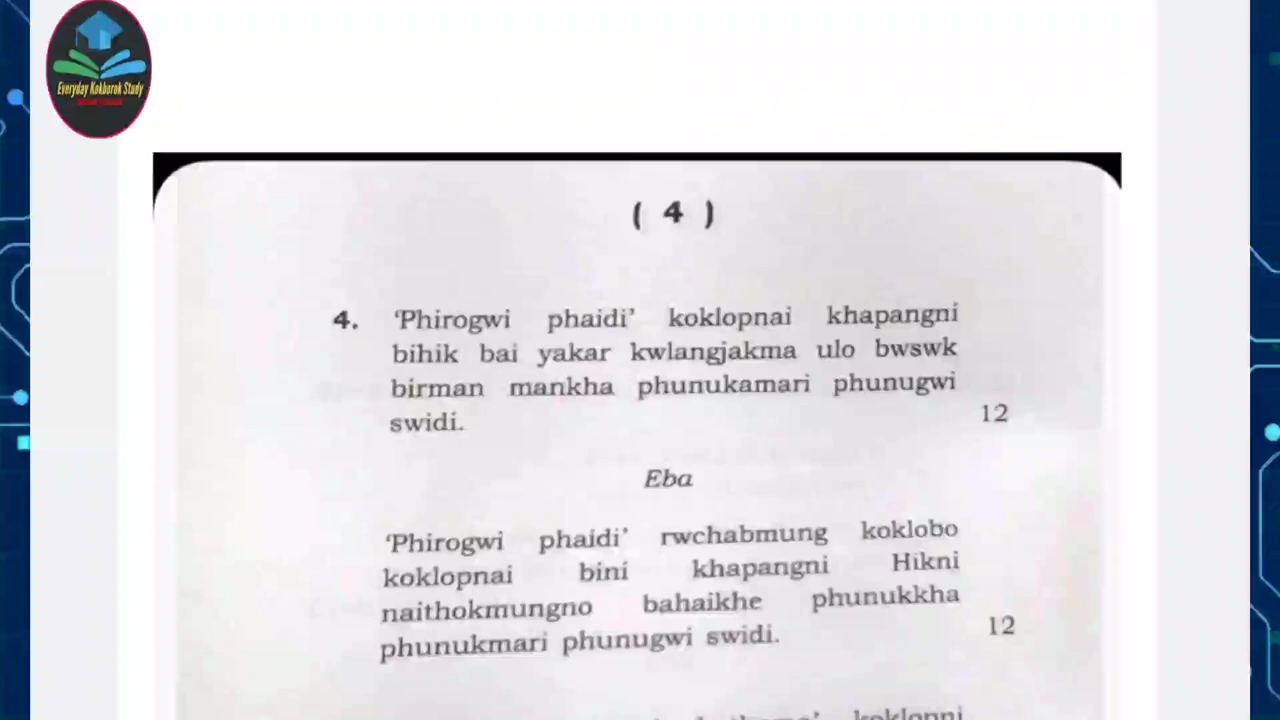 Everyday Kokborok Study
( 4 )
4. 'Phirogwi phaidi' koklopnai khapangni
bihik bai yakar kwlangjakma ulo bwswk
birman mankha phunukamari phunugwi
swidi. 12
Eba
'Phirogwi phaidi' rwchabmung koklobo
koklopnai bini khapangni Hikni
naithokmungno bahaikhe phunukkha
phunukmari phunugwi swidi. 12
koklopni